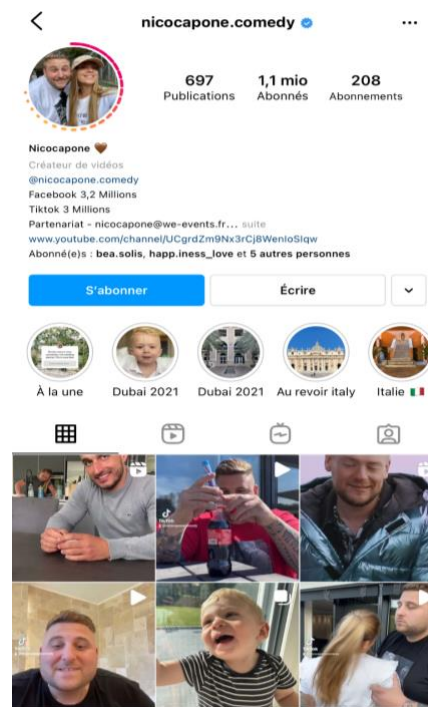 nicocapone.comedy
697 1,1 mio 208
Publications Abonnés Abonnements
Nicocapone 🤎
Créateur de vidéos
@nicocapone.comedy
Facebook 3,2 Millions
Tiktok 3 Millions
Partenariat - nicocapone@we-events.fr... suite
www.youtube.com/channel/UCgrdZm9Nx3rCj8WenIoSIqw
Abonné(e)s : bea.solis, happ.iness_love et 5 autres personnes
S'abonner Écrire
À la une Dubai 2021 Dubai 2021 Au revoir italy Italie 🇮🇹